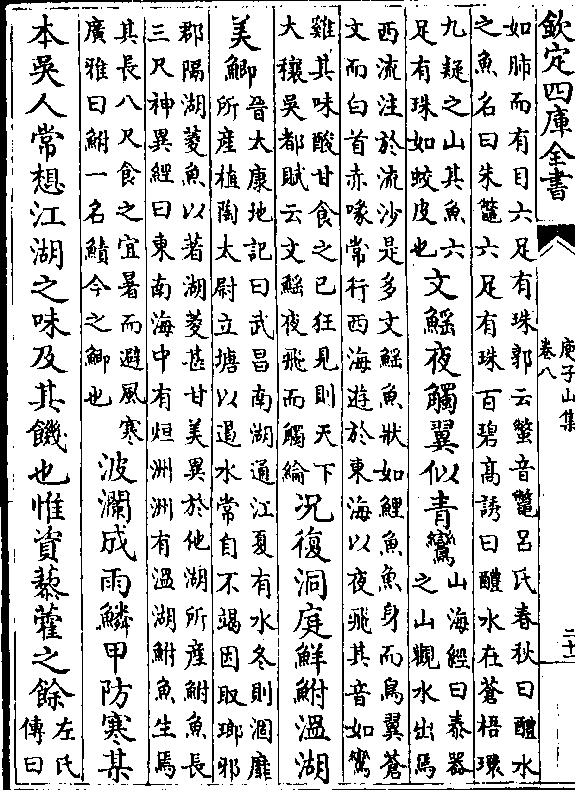 欽定四庫全書
庾子山集
卷八
二十
如肺而有目六足有珠郭云蟞音鼈呂氏春秋曰醴水
之魚名曰朱鼈六足有珠百碧高誘曰醴水在蒼梧環
九疑之山其魚六
足有珠如蛟皮也
文鰩夜觸翼似青鸞
山海經曰泰器
之山觀水出焉
西流注於流沙是多文鰩魚狀如鯉魚魚身而鳥翼蒼
文而白首赤喙常行西海遊於東海以夜飛其音如鸞
雞其味酸甘食之已狂見則天下
大穰吳都賦云文鰩夜飛而觸綸
况復洞庭鮮鮒溫湖
美鯽
晉太康地記曰武昌南湖通江夏有水冬則涸靡
所産植陶太尉立塘以遏水常自不竭因取瑯邪
郡隔湖菱魚以著湖菱甚甘美異於他湖所産鮒魚長
三尺神異經曰東南海中有烜洲洲有溫湖鮒魚生焉
其長八尺食之宜暑而避風寒
廣雅曰鮒一名鰿今之鯽也
波瀾成雨鱗甲防寒某
本吳人常想江湖之味及其饑也惟資藜藿之餘
左氏
傳曰